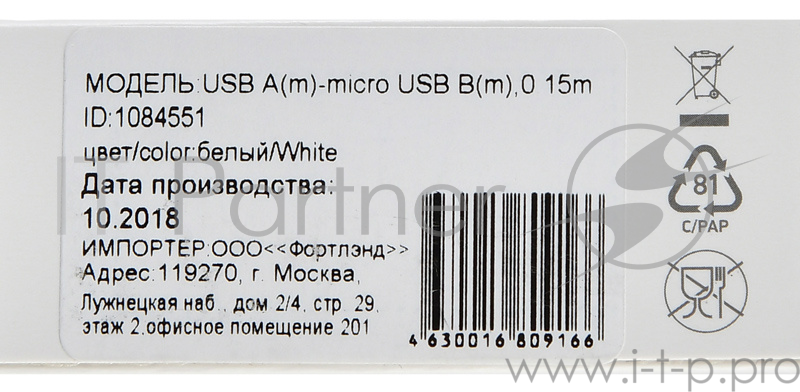 МОДЕЛЬ:USB A(m)-micro USB B(m),0 15m
ID:1084551
цвет/color:белый/White
Дата производства:
10.2018
ИМПОРТЕР:ООО<<Фортлэнд>>
Адрес:119270, г. Москва,
Лужнецкая наб., дом 2/4, стр. 29,
этаж 2,офисное помещение 201
4 630016 809166
81
C/PAP
IT Partner
www.i-t-p.pro